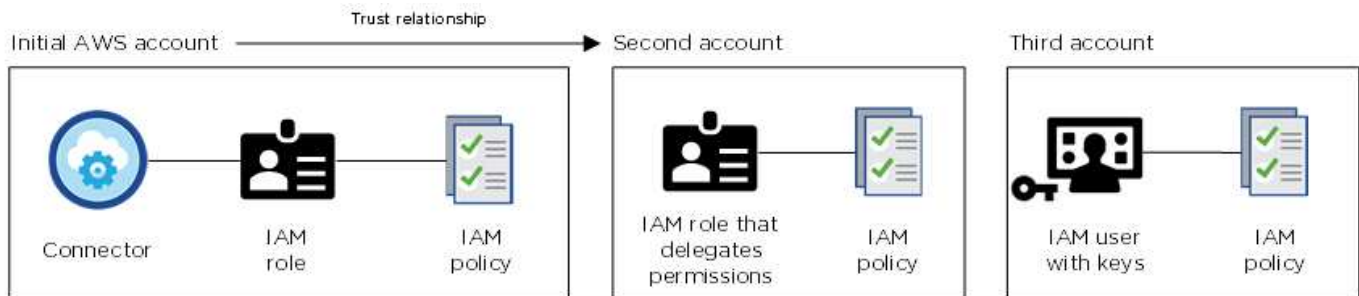 Trust relationship
Initial AWS account
Second account
Third account
Connector
IAM
role
IAM
policy
IAM role that
delegates
permissions
IAM
policy
IAM user
with keys
IAM
policy